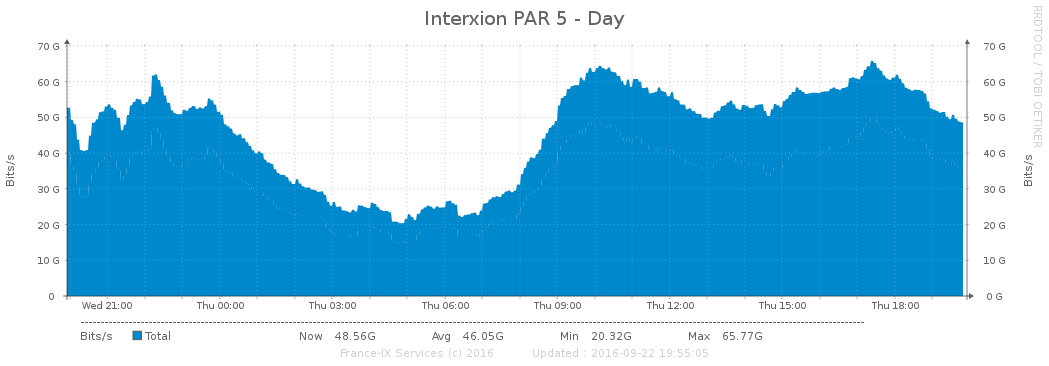 Interxion PAR 5 - Day
RRDTOOL / TOBI OETIKER
70 G 70 G
60 G 60 G
50 G 50 G
40 G 40 G
30 G 30 G
20 G 20 G
10 G 10 G
0 0 G
Bits/s
Bits/s
Wed 21:00 Thu 00:00 Thu 03:00 Thu 06:00 Thu 09:00 Thu 12:00 Thu 15:00 Thu 18:00
Bits/s Total Now 48.56G Avg 46.05G Min 20.32G Max 65.77G
France-IX Services (c) 2016 Updated : 2016-09-22 19:55:05